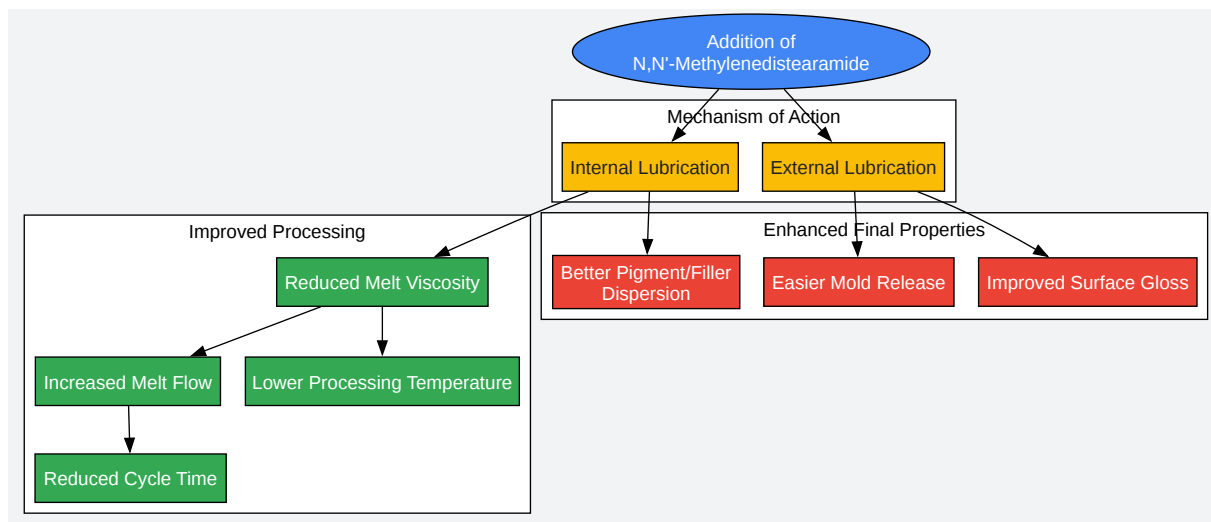 Addition of
N,N'-Methylenedistearamide
Mechanism of Action
Internal Lubrication
External Lubrication
Improved Processing
Reduced Melt Viscosity
Increased Melt Flow
Lower Processing Temperature
Reduced Cycle Time
Enhanced Final Properties
Better Pigment/Filler
Dispersion
Easier Mold Release
Improved Surface Gloss